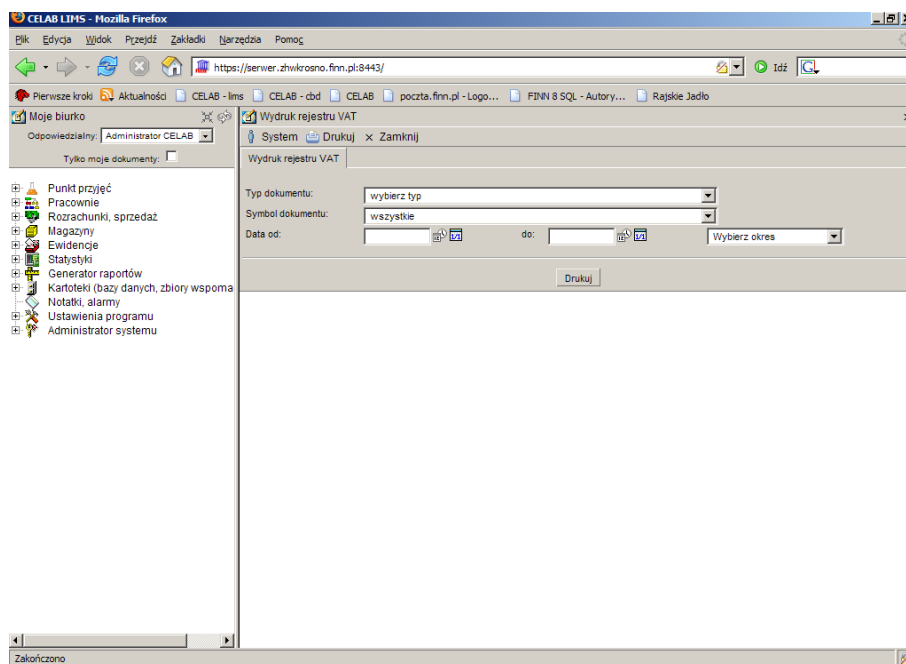 CELAB LIMS - Mozilla Firefox
Plik Edycja Widok Przejdź Zakładki Narzędzia Pomoc
https://serwer.zhwkrosno.finn.pl:8443/ Idź G
Pierwsze kroki Aktualności CELAB - lims CELAB - cbd CELAB poczta.finn.pl - Logo... FINN 8 SQL - Autory... Rajskie Jadło
Moje biurko
Odpowiedzialny: Administrator CELAB
Tylko moje dokumenty:
Punkt przyjęć
Pracownie
Rozrachunki, sprzedaż
Magazyny
Ewidencje
Statystyki
Generator raportów
Kartoteki (bazy danych, zbiory wspoma
Notatki, alarmy
Ustawienia programu
Administrator systemu
Wydruk rejestru VAT
System Drukuj Zamknij
Wydruk rejestru VAT
Typ dokumentu: wybierz typ
Symbol dokumentu: wszystkie
Data od: do: Wybierz okres
Drukuj
Zakończono